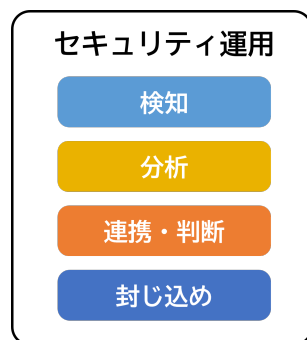 セキュリティ運用
検知
分析
連携・判断
封じ込め